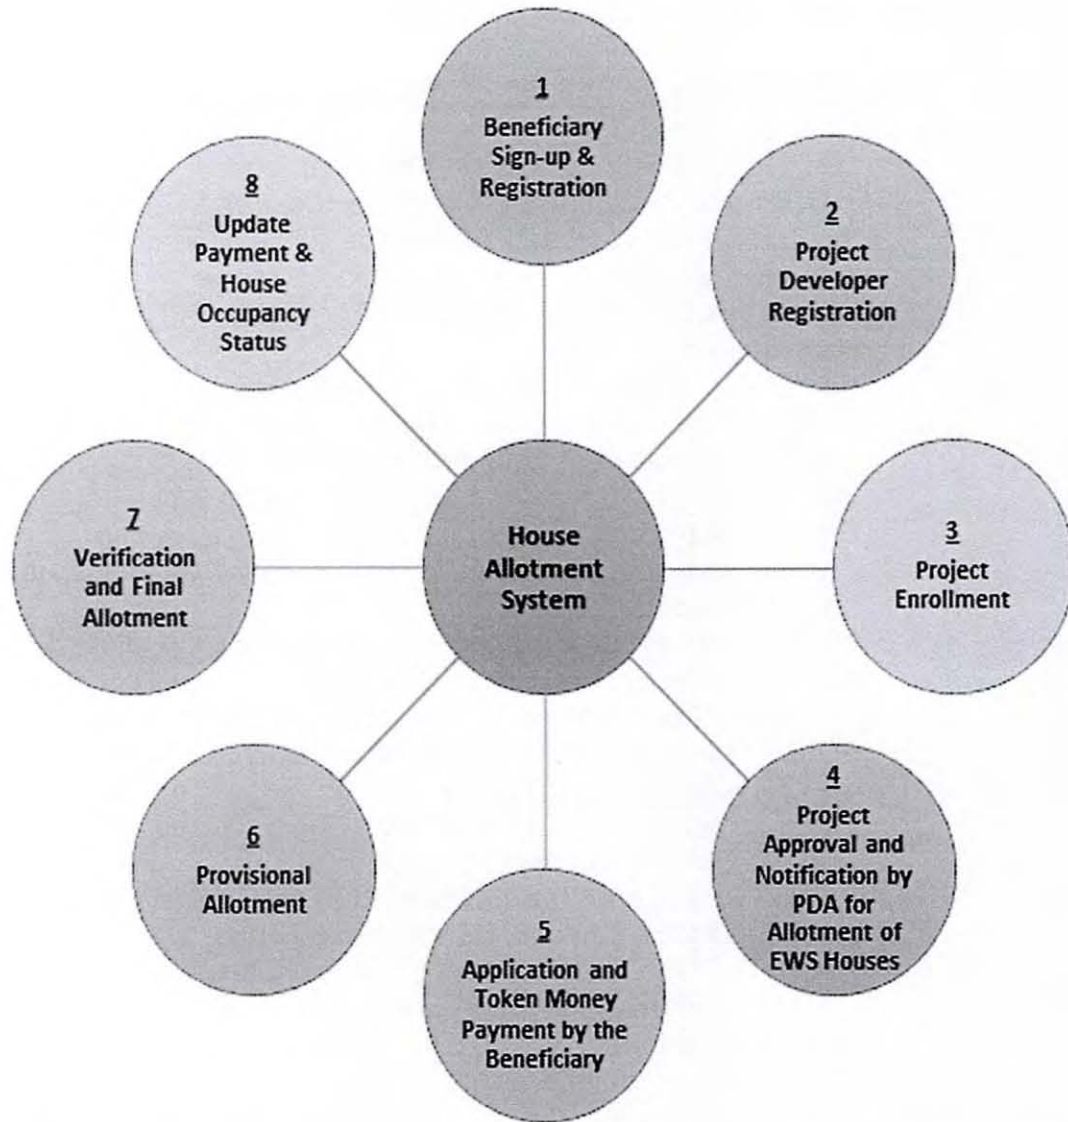 1
Beneficiary
Sign-up &
Registration
2
Project
Developer
Registration
3
Project
Enrollment
4
Project
Approval and
Notification by
PDA for
Allotment of
EWS Houses
5
Application and
Token Money
Payment by the
Beneficiary
6
Provisional
Allotment
7
Verification
and Final
Allotment
8
Update
Payment &
House
Occupancy
Status
House
Allotment
System